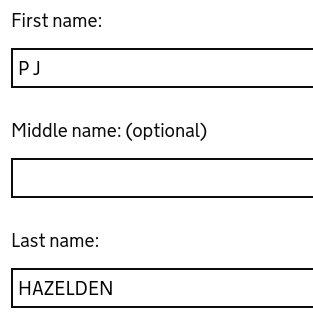 First name:
P J
Middle name: (optional)
Last name:
HAZELDEN